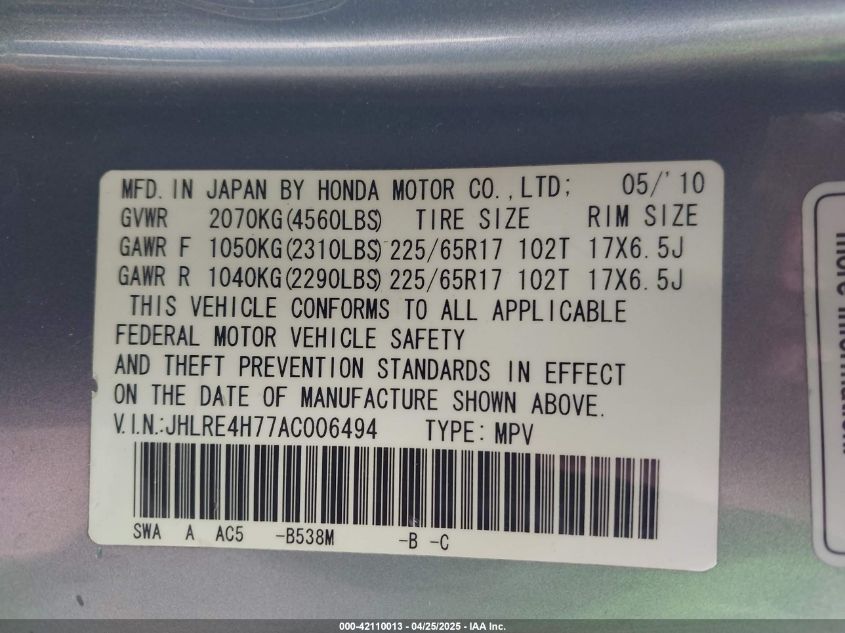 MFD. IN JAPAN BY HONDA MOTOR CO.,LTD; 05/'10
GVWR 2070KG(4560LBS) TIRE SIZE RIM SIZE
GAWR F 1050KG(2310LBS) 225/65R17 102T 17X6.5J
GAWR R 1040KG(2290LBS) 225/65R17 102T 17X6.5J
THIS VEHICLE CONFORMS TO ALL APPLICABLE
FEDERAL MOTOR VEHICLE SAFETY
AND THEFT PREVENTION STANDARDS IN EFFECT
ON THE DATE OF MANUFACTURE SHOWN ABOVE.
V.I.N.:JHLRE4H77AC006494 TYPE: MPV
SWA A AC5 -B538M -B -C
more information.
000-42110013 - 04/25/2025 - IAA Inc.